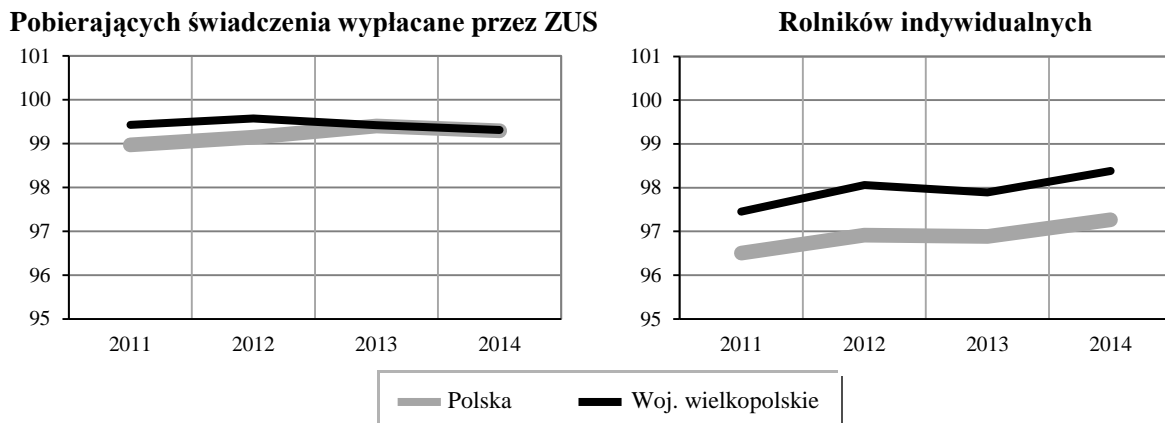 Pobierających świadczenia wypłacane przez ZUS
101
100
99
98
97
96
95
2011 2012 2013 2014
Rolników indywidualnych
101
100
99
98
97
96
95
2011 2012 2013 2014
Polska Woj. wielkopolskie